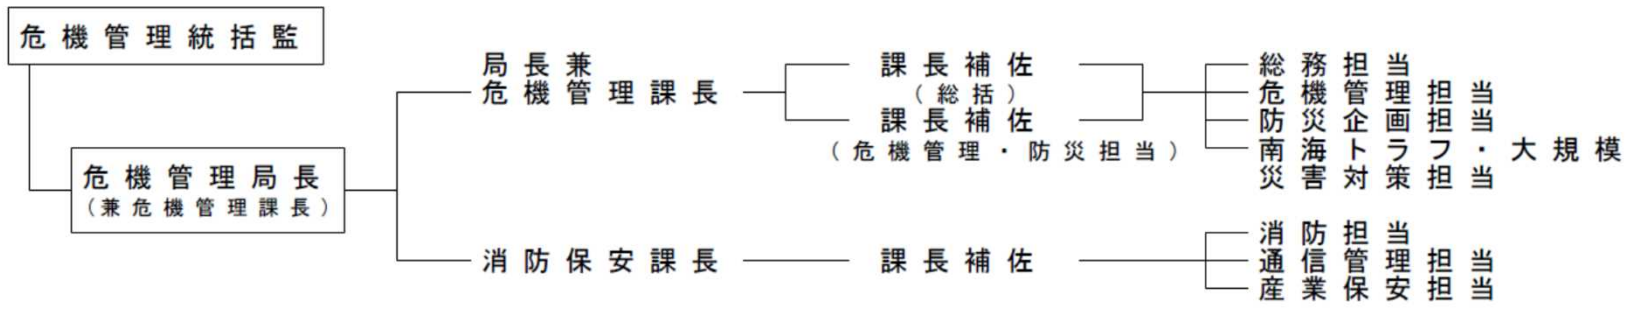 危機管理統括監
危機管理局長
（兼危機管理課長）
局長兼
危機管理課長
課長補佐
（総括）
課長補佐
（危機管理・防災担当）
総務担当
危機管理担当
防災企画担当
南海トラフ・大規模
災害対策担当
消防保安課長
課長補佐
消防担当
通信管理担当
産業保安担当